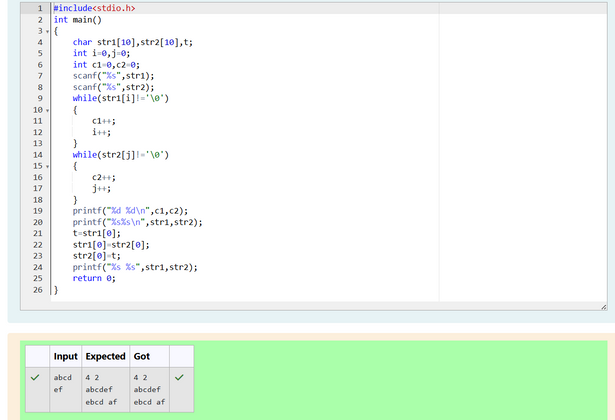 1 #include<stdio.h>
2 int main()
3 {
4 char str1[10],str2[10],t;
5 int i=0,j=0;
6 int c1=0,c2=0;
7 scanf("%s",str1);
8 scanf("%s",str2);
9 while(str1[i]!='\0')
10 {
11 c1++;
12 i++;
13 }
14 while(str2[j]!='\0')
15 {
16 c2++;
17 j++;
18 }
19 printf("%d %d\n",c1,c2);
20 printf("%s%s\n",str1,str2);
21 t=str1[0];
22 str1[0]=str2[0];
23 str2[0]=t;
24 printf("%s %s",str1,str2);
25 return 0;
26 }
Input Expected Got
abcd 4 2 4 2
ef abcdef abcdef
ebcd af ebcd af